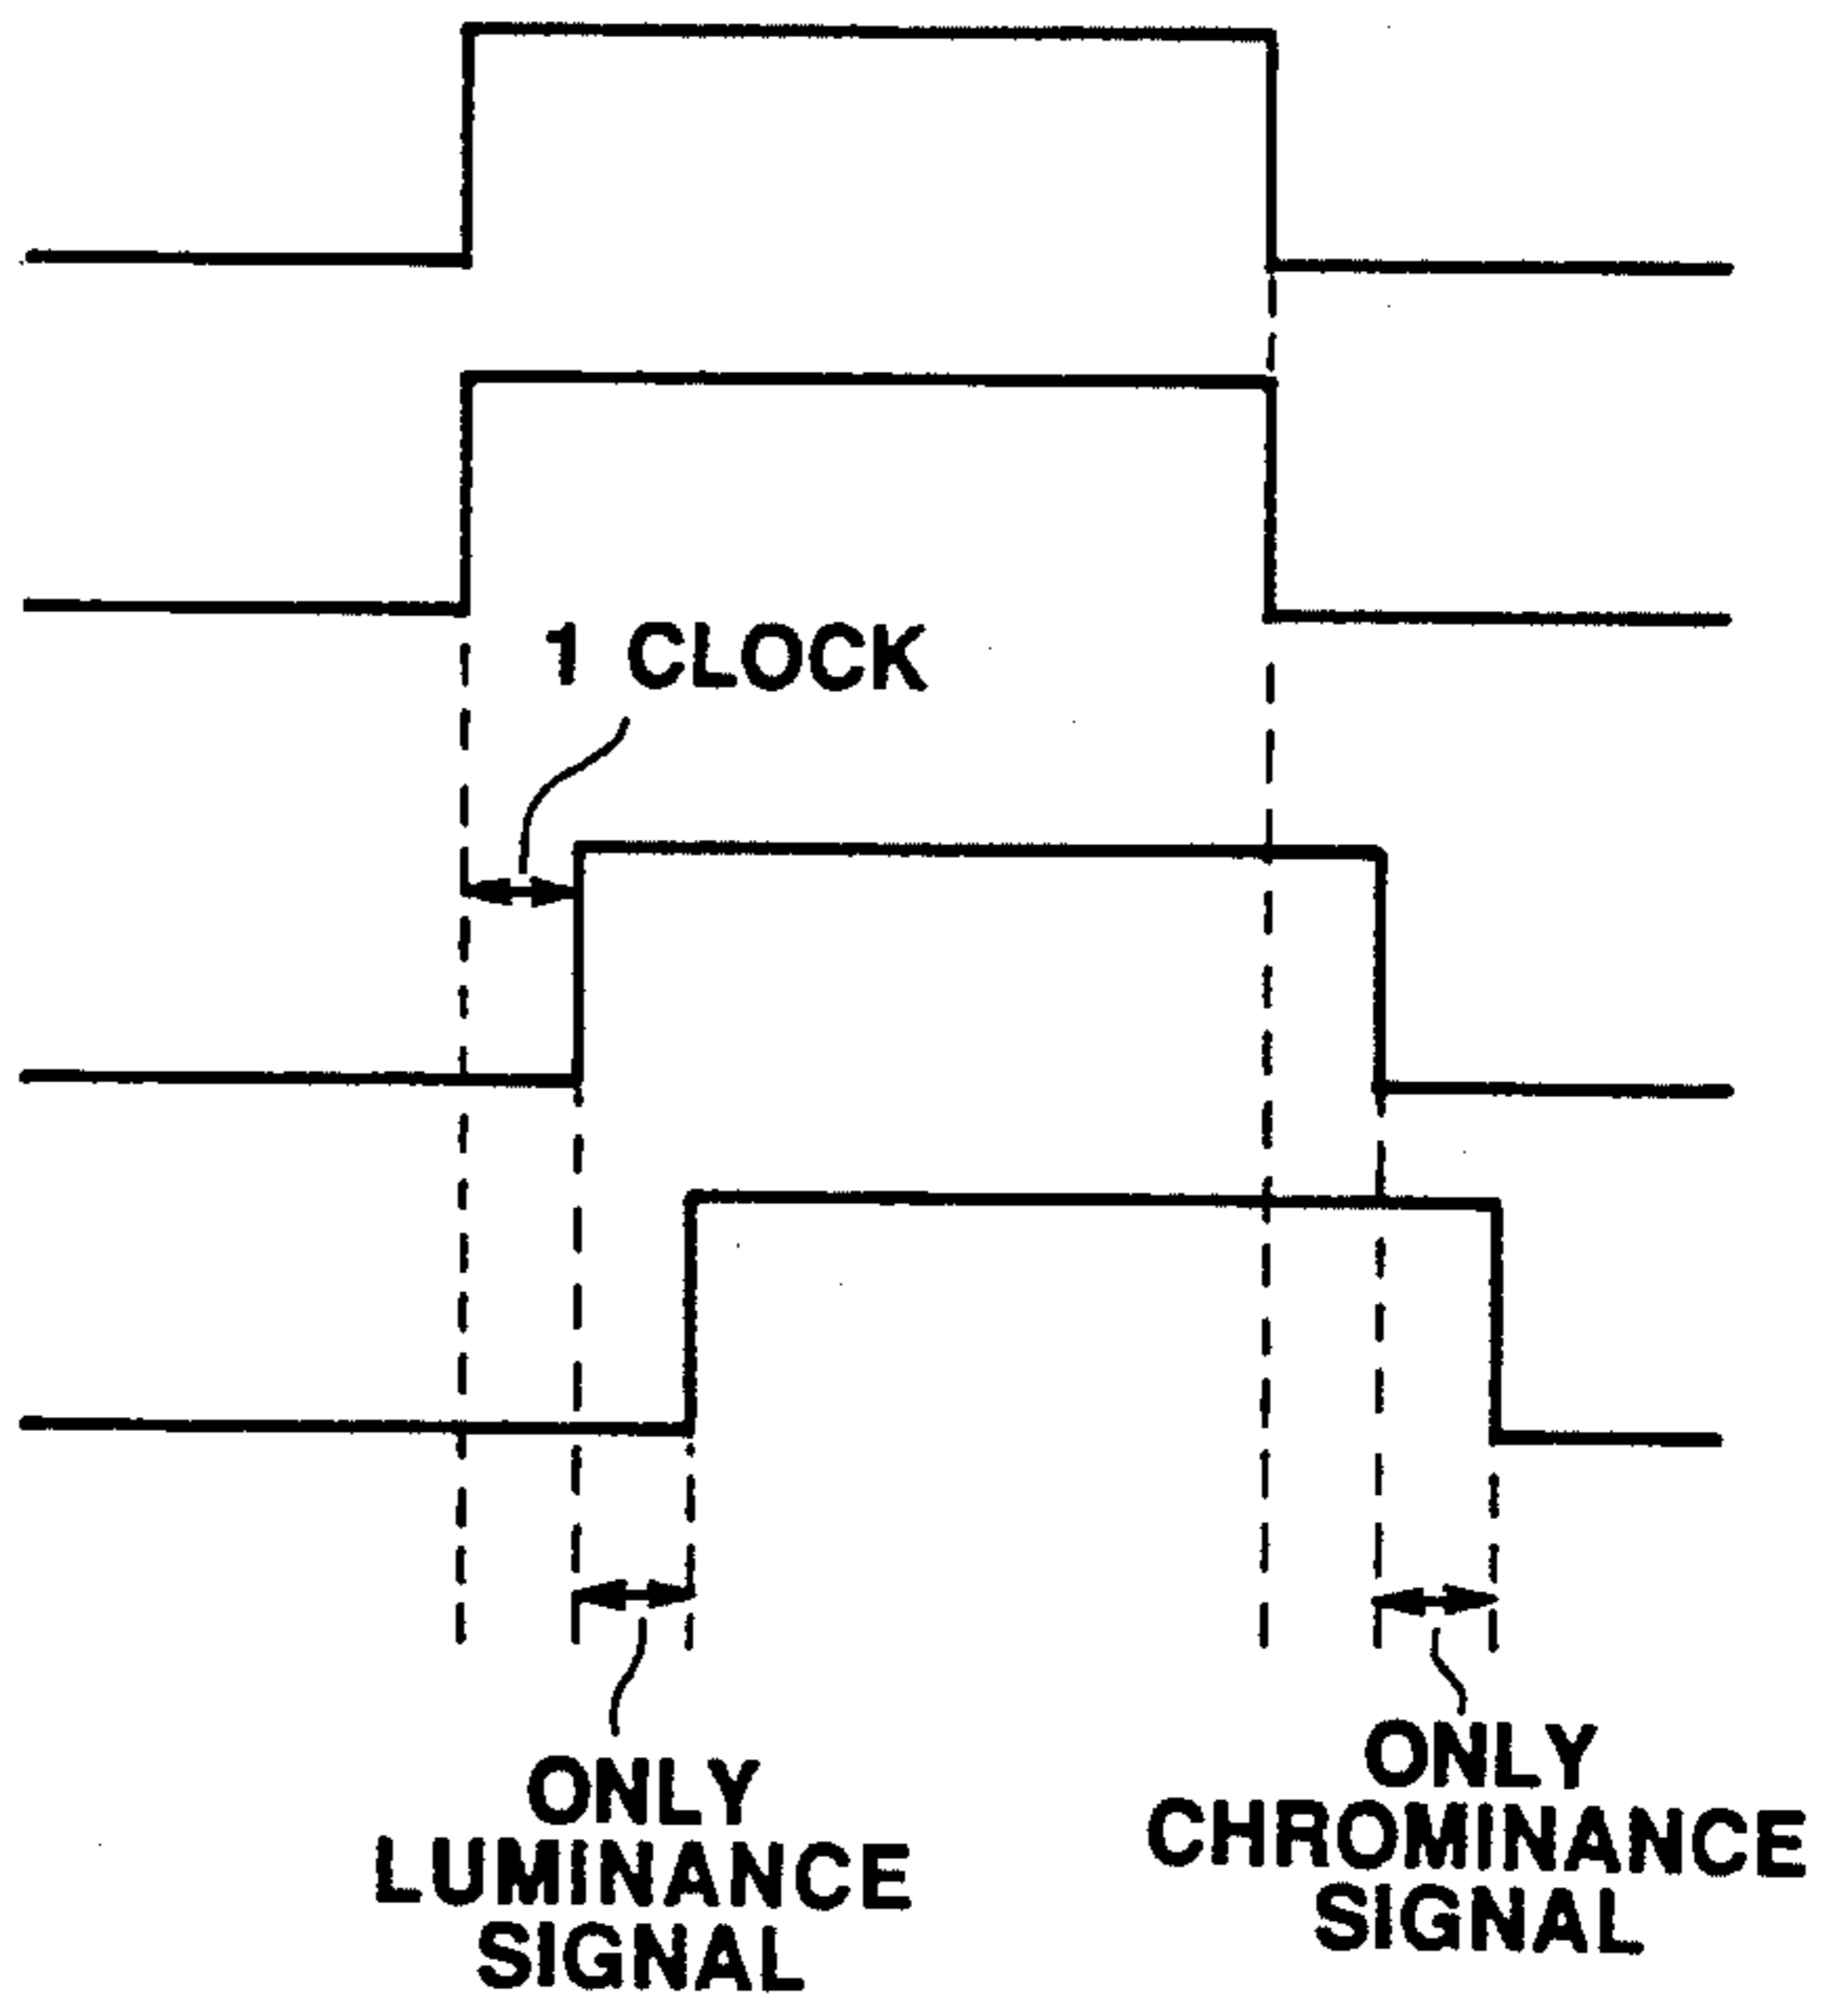 1 CLOCK
ONLY
LUMINANCE
SIGNAL
ONLY
CHROMINANCE
SIGNAL